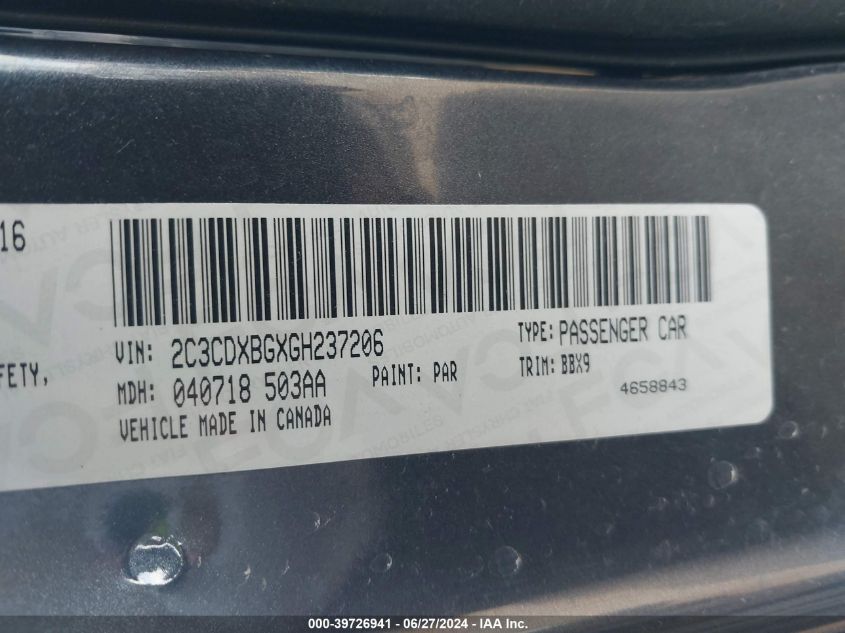 16
VIN: 2C3CDXBGXGH237206
TYPE: PASSENGER CAR
FETY,
MDH: 040718 503AA
PAINT: PAR
TRIM: BBX9
4658843
VEHICLE MADE IN CANADA
000-39726941 - 06/27/2024 - IAA Inc.